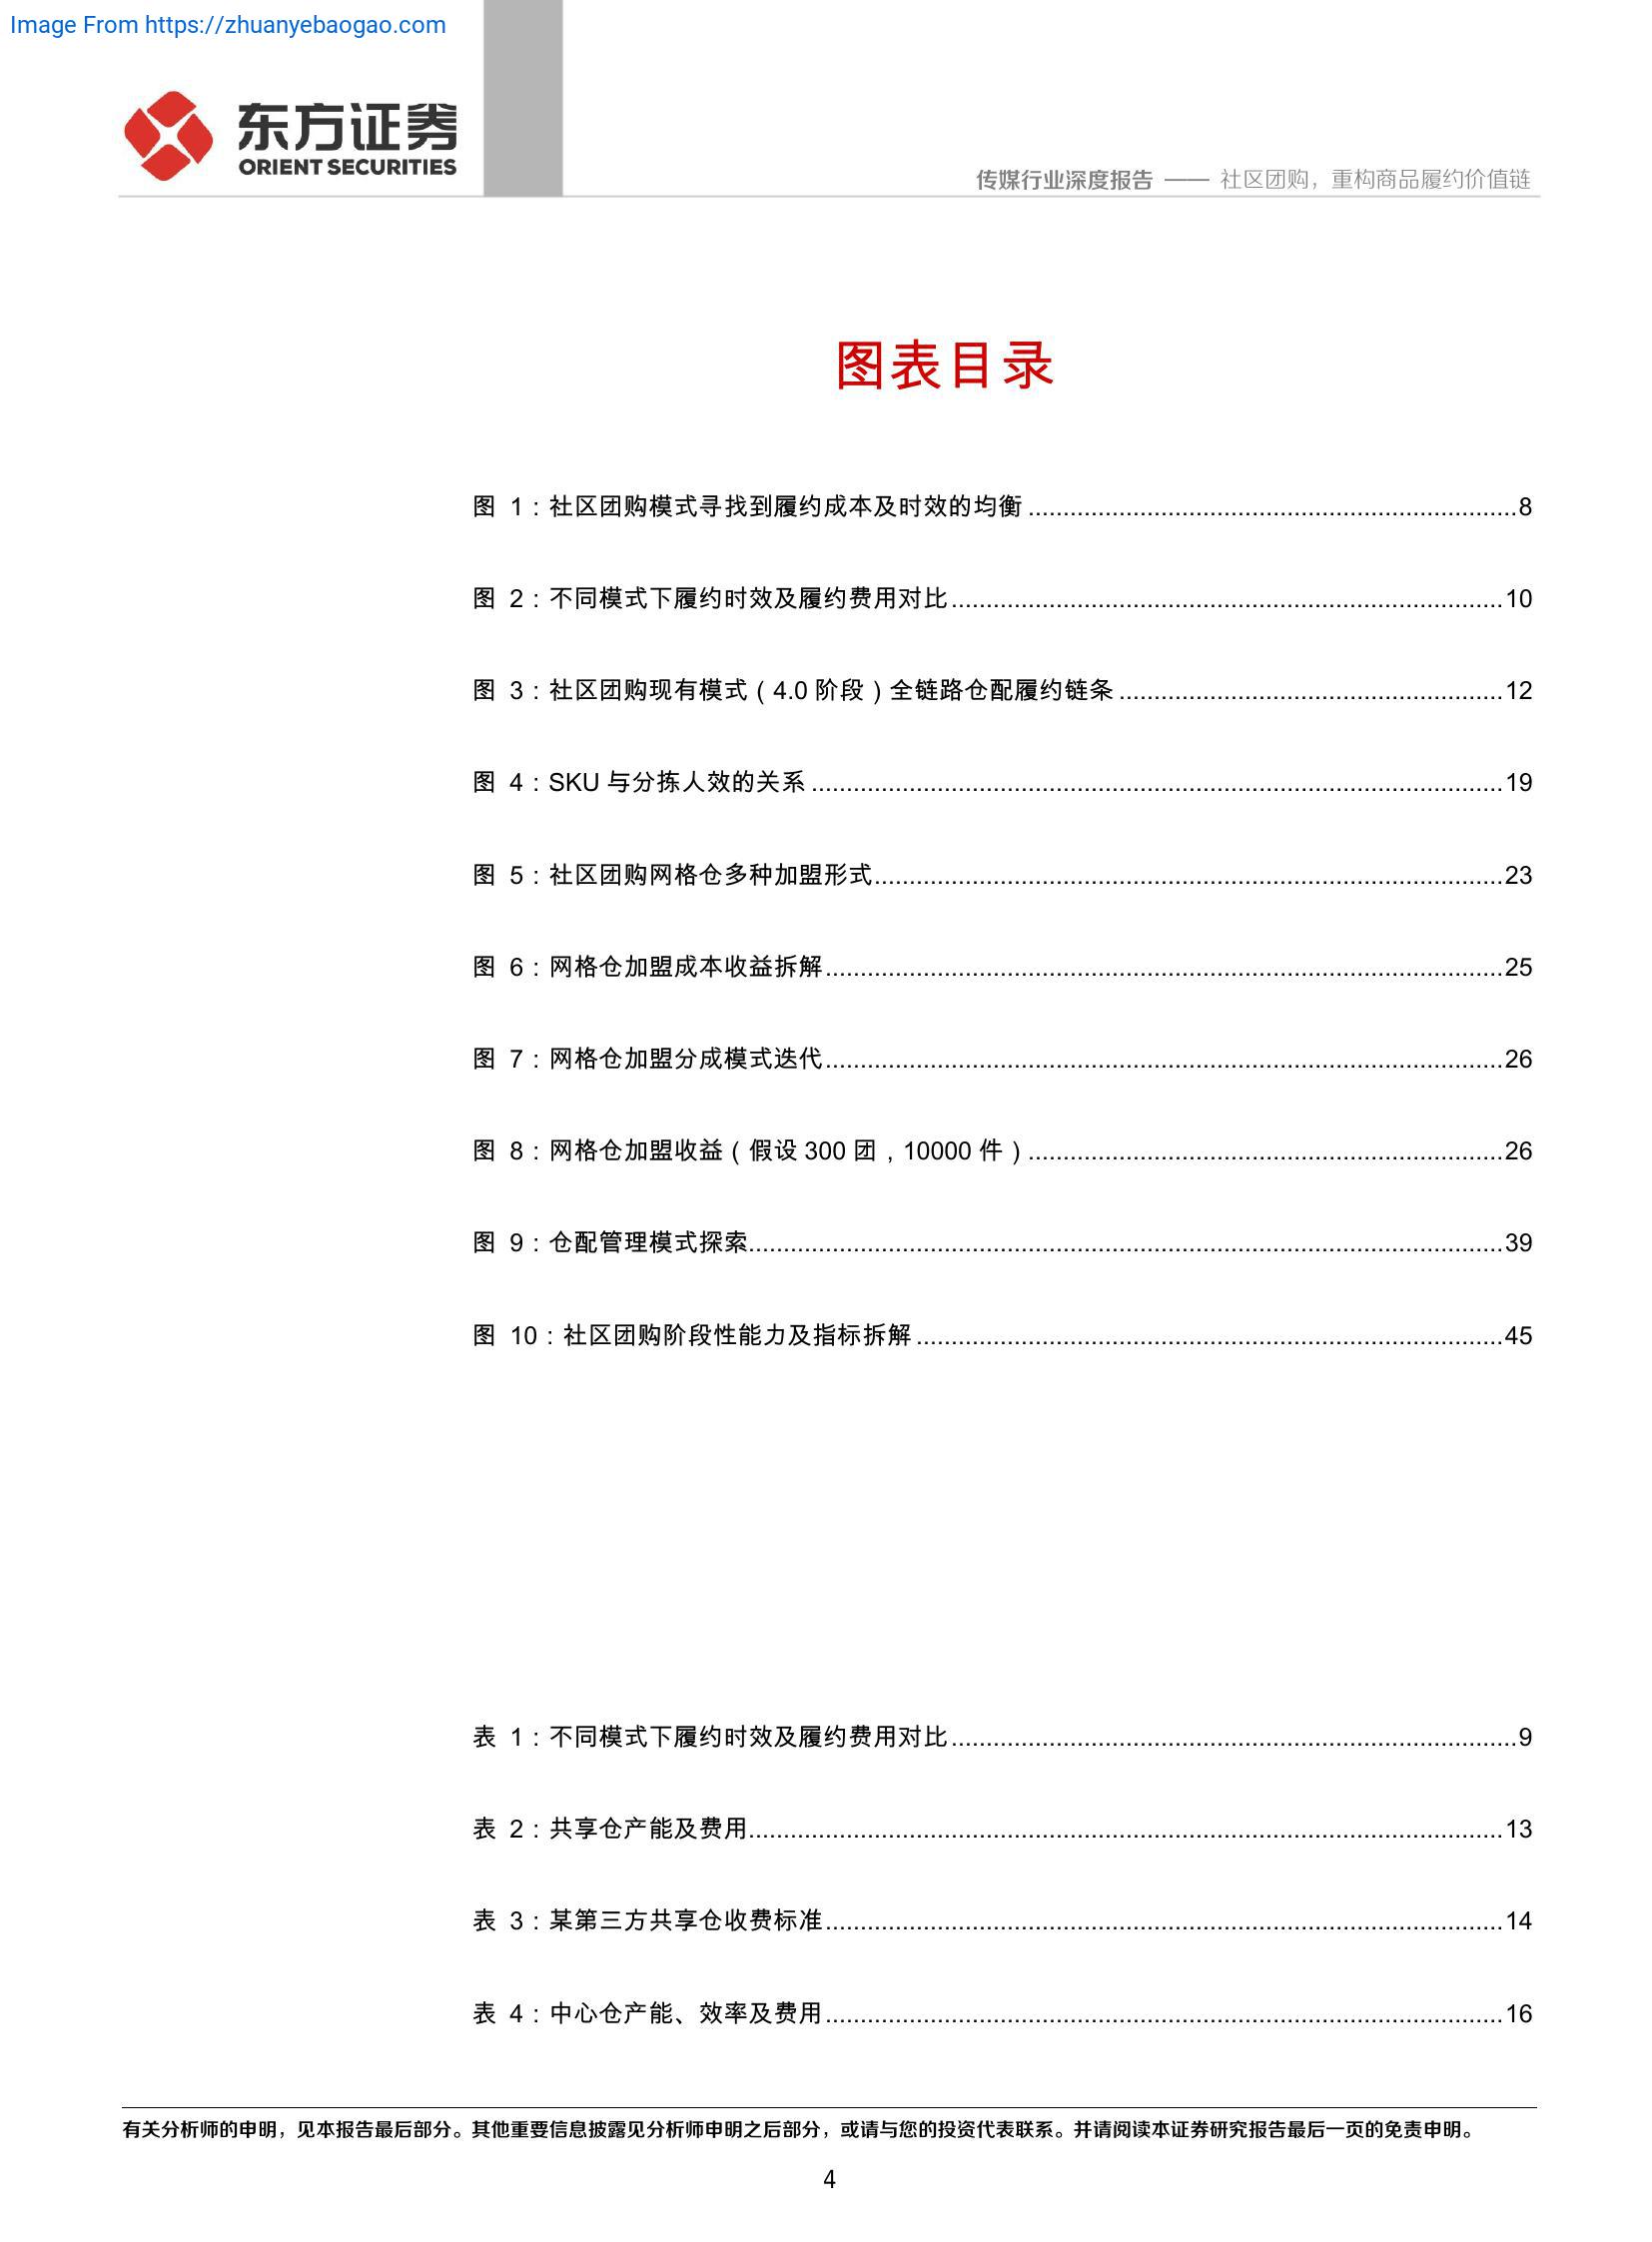 Image From https://zhuanyebaogao.com
东方证券
ORIENT SECURITIES
传媒行业深度报告 —— 社区团购，重构商品履约价值链
图表目录
图 1：社区团购模式寻找到履约成本及时效的均衡........................................................................8
图 2：不同模式下履约时效及履约费用对比................................................................................10
图 3：社区团购现有模式（4.0 阶段）全链路仓配履约链条........................................................12
图 4：SKU 与分拣人效的关系....................................................................................................19
图 5：社区团购网格仓多种加盟形式...........................................................................................23
图 6：网格仓加盟成本收益拆解..................................................................................................25
图 7：网格仓加盟分成模式迭代..................................................................................................26
图 8：网格仓加盟收益（假设 300 团，10000 件）.....................................................................26
图 9：仓配管理模式探索.............................................................................................................39
图 10：社区团购阶段性能力及指标拆解.....................................................................................45
表 1：不同模式下履约时效及履约费用对比..................................................................................9
表 2：共享仓产能及费用.............................................................................................................13
表 3：某第三方共享仓收费标准..................................................................................................14
表 4：中心仓产能、效率及费用..................................................................................................16
有关分析师的申明，见本报告最后部分。其他重要信息披露见分析师申明之后部分，或请与您的投资代表联系。并请阅读本证券研究报告最后一页的免责申明。
4